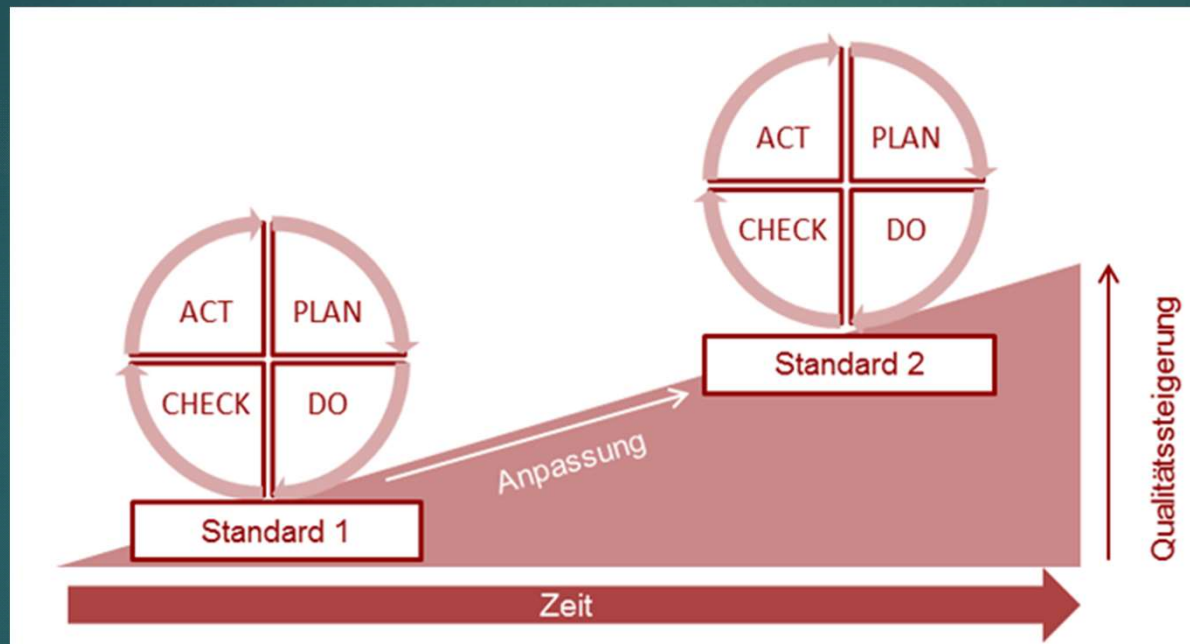 ACT PLAN
CHECK DO
Standard 2
ACT PLAN
CHECK DO
Standard 1
Anpassung
Qualitätssteigerung
Zeit